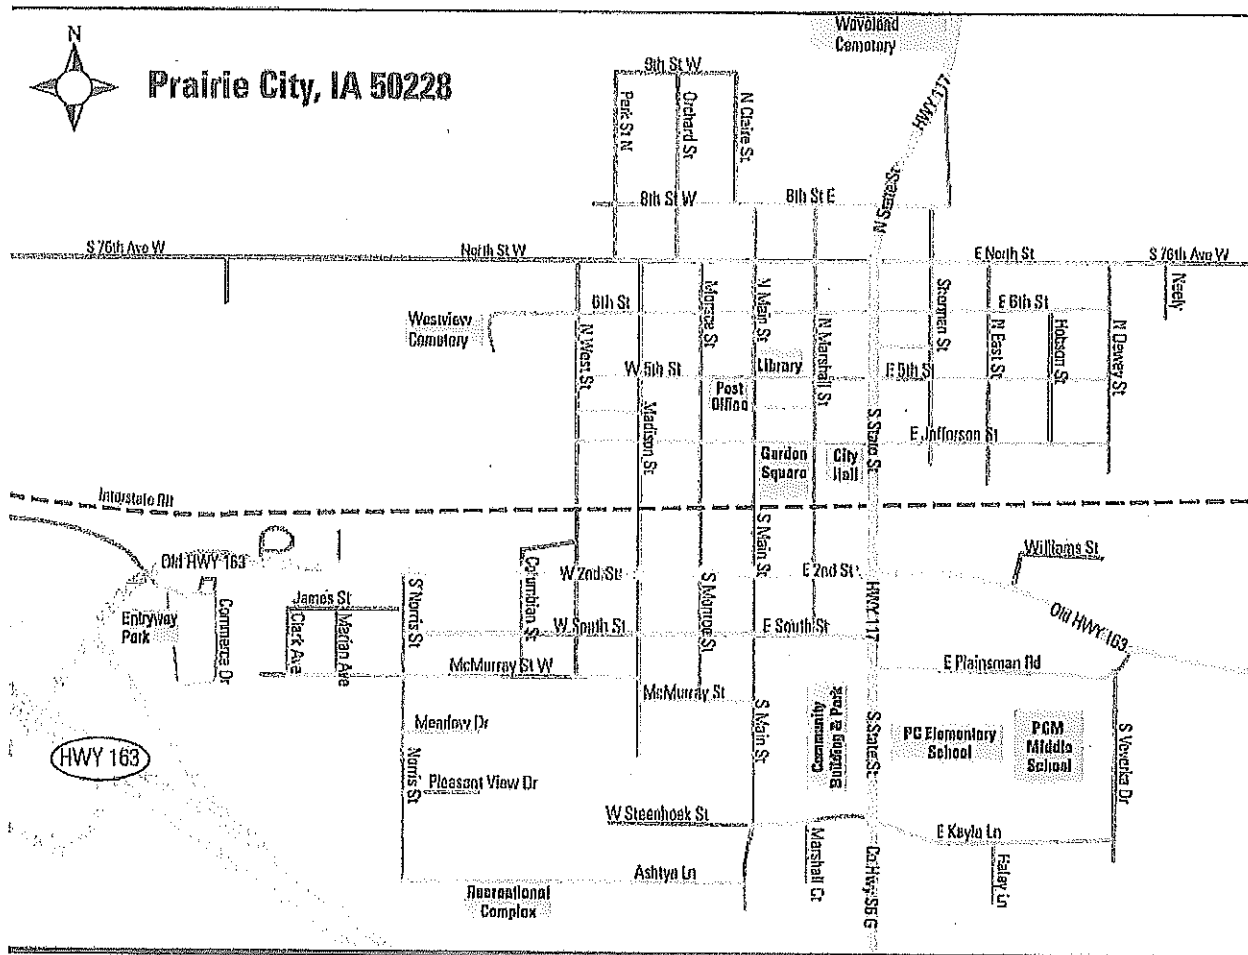 N
Prairie City, IA 50228
Waveland
Cemetery
9th St W
Park St N
Orchard St
N Claire St
HWY 117
8th St W
8th St E
N State St
S 76th Ave W
North St W
E North St
S 76th Ave W
Neely
6th St
E 6th St
Westview
Cemetery
N West St
Monroe St
N Main St
N Marshall St
Sherman St
N East St
Hobson St
N Dewey St
W 5th St
Library
E 5th S
Post
Office
Madison St
S State St
E Jefferson St
Garden
Square
City
Hall
Interstate RR
Old HWY 163
Columbian St
W 2nd St
S Monroe St
S Main St
E 2nd St
HWY 117
Williams St
Old HWY 163
Entryway
Park
Commerce Dr
James St
Clark Ave
Marian Ave
S Norris St
W South St
E South St
McMurray St W
E Plainsman Rd
McMurray St
S Main St
Community
Building & Park
S State St
PC Elementary
School
PCM
Middle
School
S Veverka Dr
Meadow Dr
Norris St
Pleasant View Dr
HWY 163
W Steenhoek St
Marshall Ct
E Kayla Ln
Haley Ln
Ashtyn Ln
Recreational
Complex
Co Hwy S6G